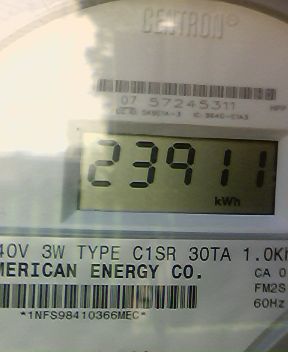 CENTRON®
07 57245311
23911
kWh
40V 3W TYPE C1SR 30TA 1.0Kh
MERICAN ENERGY CO.
CA 0
FM2S
60Hz
*1NFS98410366MEC*